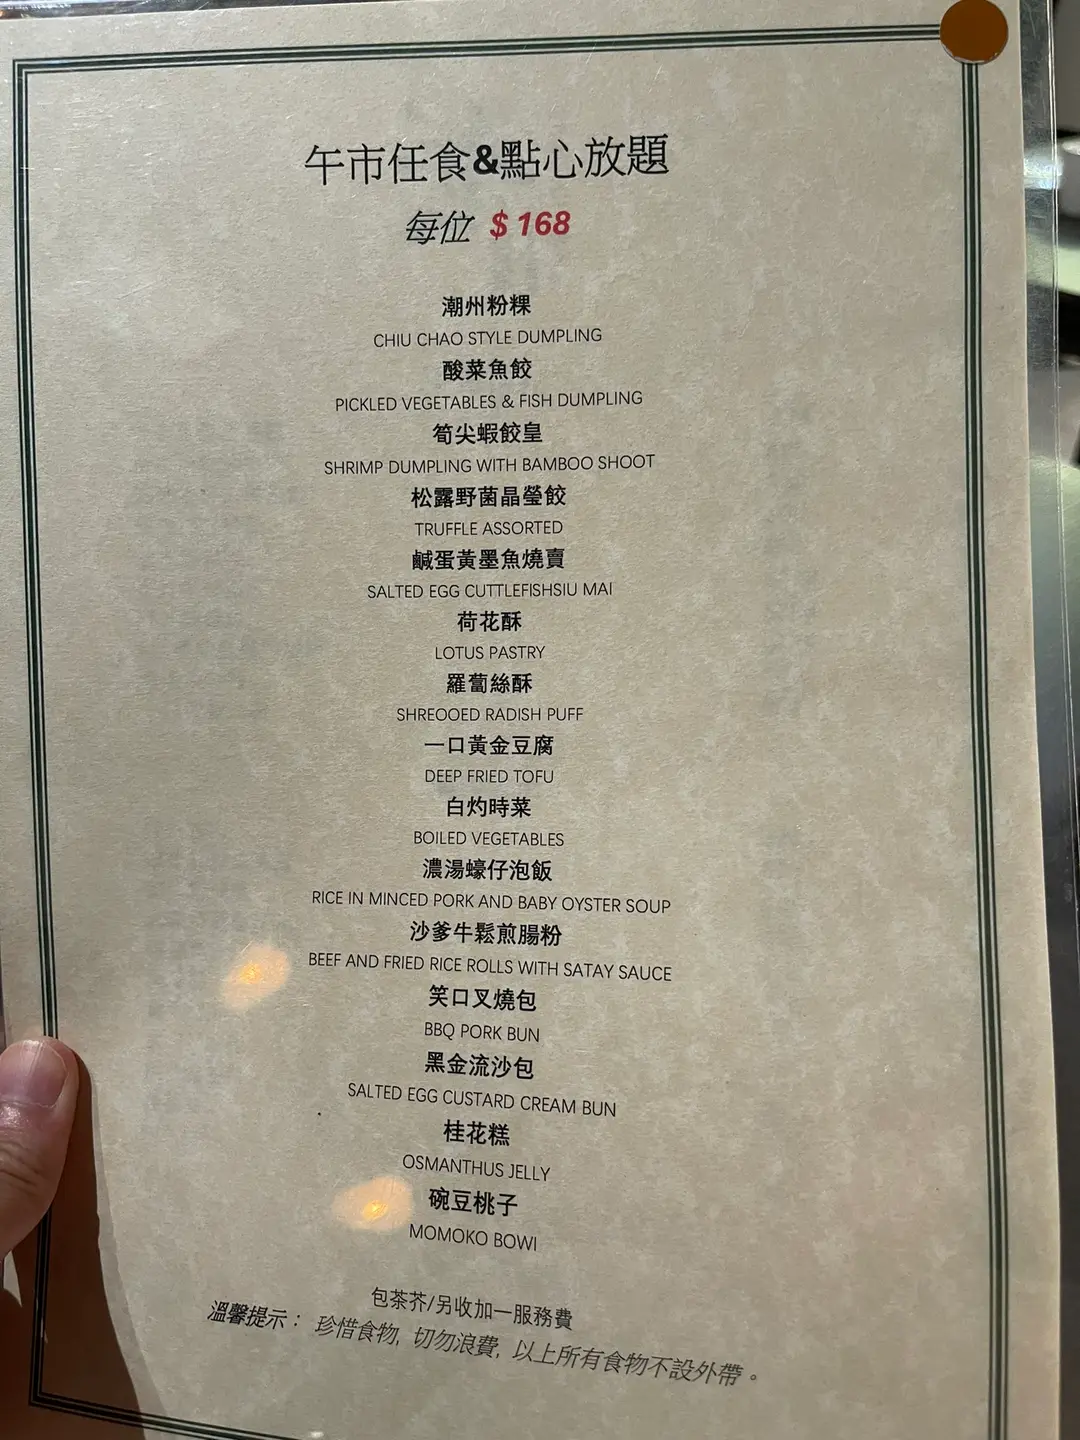 午市任食&點心放題
每位 $168
潮州粉粿
CHIU CHAO STYLE DUMPLING
酸菜魚餃
PICKLED VEGETABLES & FISH DUMPLING
筍尖蝦餃皇
SHRIMP DUMPLING WITH BAMBOO SHOOT
松露野菌晶瑩餃
TRUFFLE ASSORTED
鹹蛋黃墨魚燒賣
SALTED EGG CUTTLEFISHSIU MAI
荷花酥
LOTUS PASTRY
羅蔔絲酥
SHREOOED RADISH PUFF
一口黃金豆腐
DEEP FRIED TOFU
白灼時菜
BOILED VEGETABLES
濃湯蠔仔泡飯
RICE IN MINCED PORK AND BABY OYSTER SOUP
沙爹牛鬆煎腸粉
BEEF AND FRIED RICE ROLLS WITH SATAY SAUCE
笑口叉燒包
BBQ PORK BUN
黑金流沙包
SALTED EGG CUSTARD CREAM BUN
桂花糕
OSMANTHUS JELLY
碗豆桃子
MOMOKO BOWI
包茶芥/另收加一服務費
溫馨提示： 珍惜食物, 切勿浪費, 以上所有食物不設外帶。